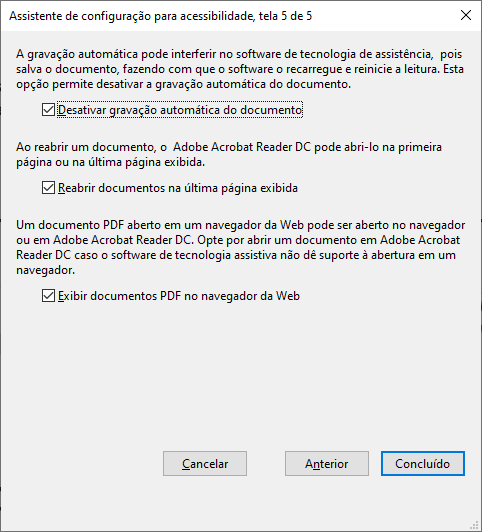 Assistente de configuração para acessibilidade, tela 5 de 5
A gravação automática pode interferir no software de tecnologia de assistência,  pois
salva o documento, fazendo com que o software o recarregue e reinicie a leitura. Esta
opção permite desativar a gravação automática do documento.
Desativar gravação automática do documento
Ao reabrir um documento, o  Adobe Acrobat Reader DC pode abri-lo na primeira
página ou na última página exibida.
Reabrir documentos na última página exibida
Um documento PDF aberto em um navegador da Web pode ser aberto no navegador
ou em Adobe Acrobat Reader DC. Opte por abrir um documento em Adobe Acrobat
Reader DC caso o software de tecnologia assistiva não dê suporte à abertura em um
navegador.
Exibir documentos PDF no navegador da Web
Cancelar
Anterior
Concluído